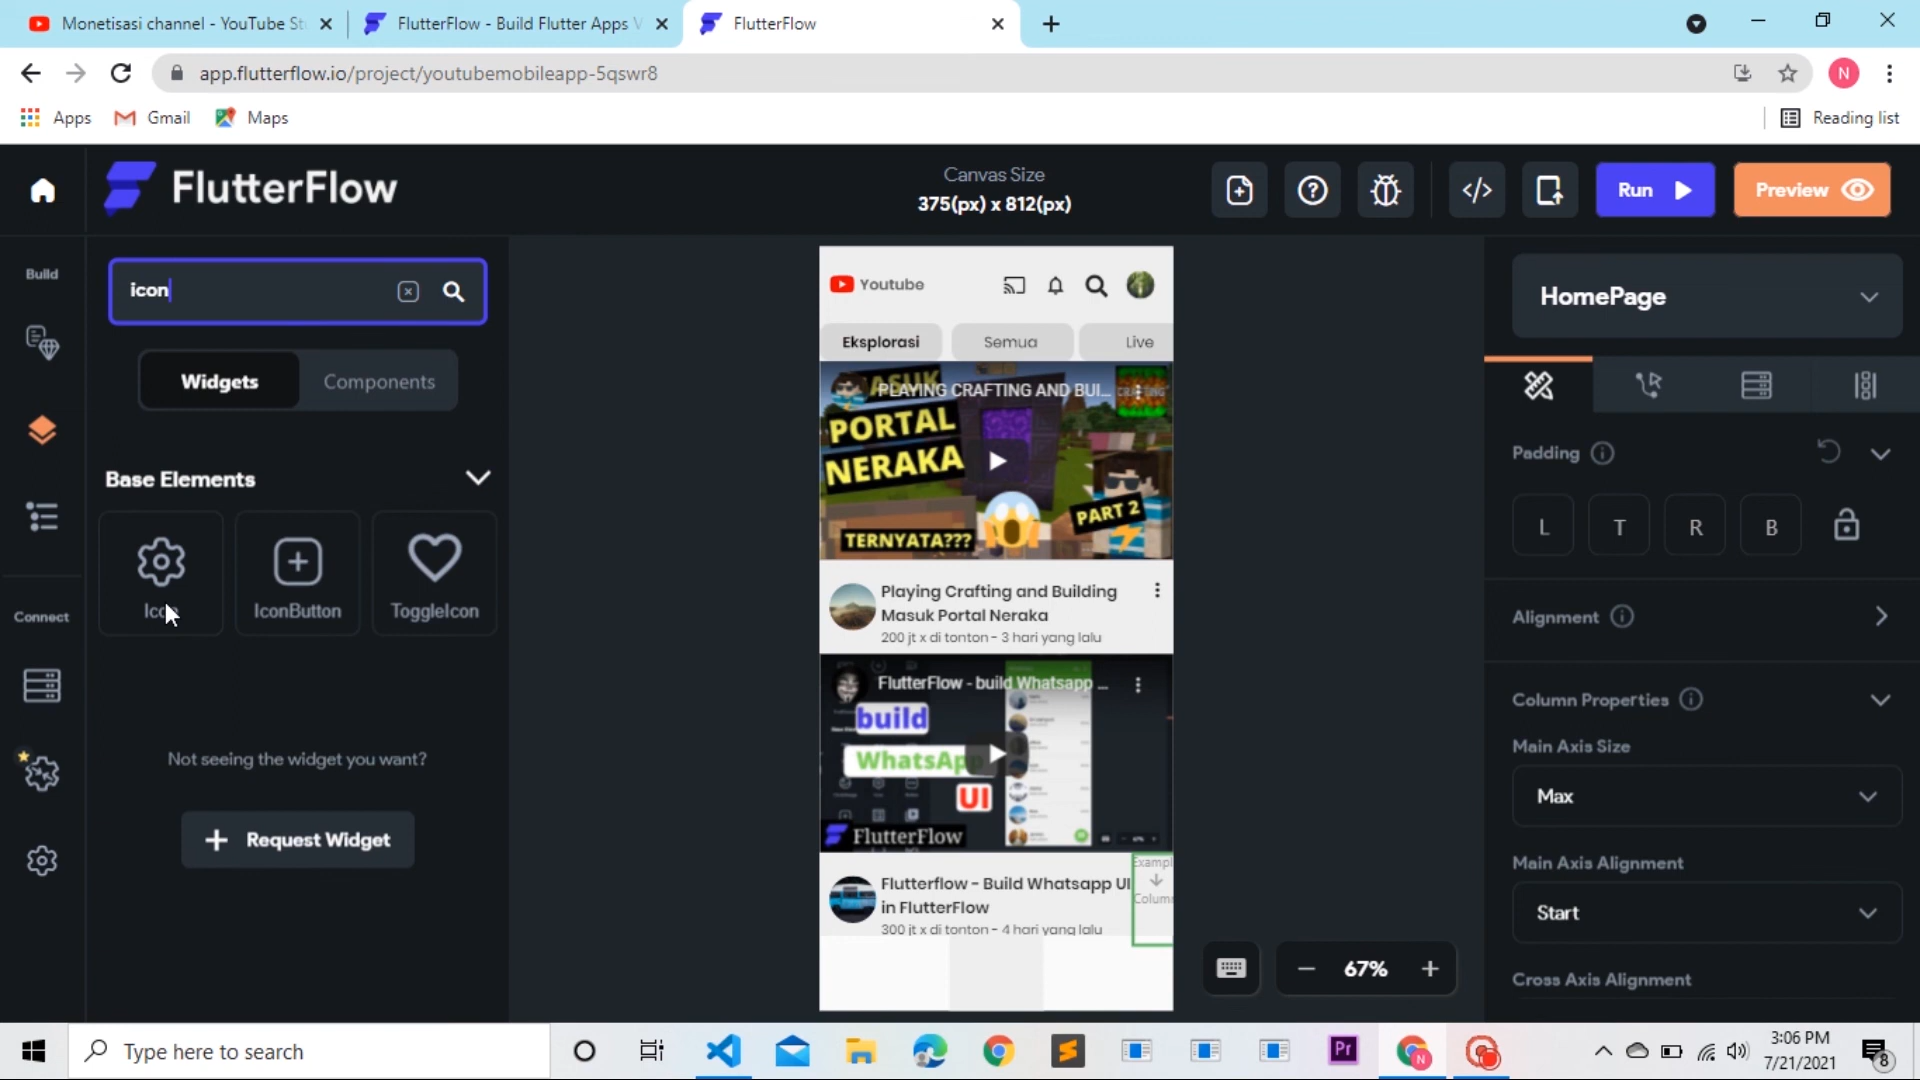 Monetisasi channel - YouTube St
FlutterFlow - Build Flutter Apps V
FlutterFlow
app.flutterflow.io/project/youtubemobileapp-5qswr8
N
Apps
Gmail
Maps
Reading list
FlutterFlow
Canvas Size
375(px) x 812(px)
Run
Preview
Build
Connect
icon
Widgets
Components
Base Elements
Icon
IconButton
ToggleIcon
Not seeing the widget you want?
+ Request Widget
Youtube
Eksplorasi
Semua
Live
PLAYING CRAFTING AND BUI...
PORTAL
NERAKA
TERNYATA???
PART 2
Playing Crafting and Building
Masuk Portal Neraka
200 jt x di tonton - 3 hari yang lalu
FlutterFlow - build Whatsapp ...
build
WhatsApp
UI
FlutterFlow
Flutterflow - Build Whatsapp UI
in FlutterFlow
300 jt x di tonton - 4 hari yang lalu
Exampl
Colum
67%
HomePage
Padding
L
T
R
B
Alignment
Column Properties
Main Axis Size
Max
Main Axis Alignment
Start
Cross Axis Alignment
Type here to search
Pr
N
3:06 PM
7/21/2021
8